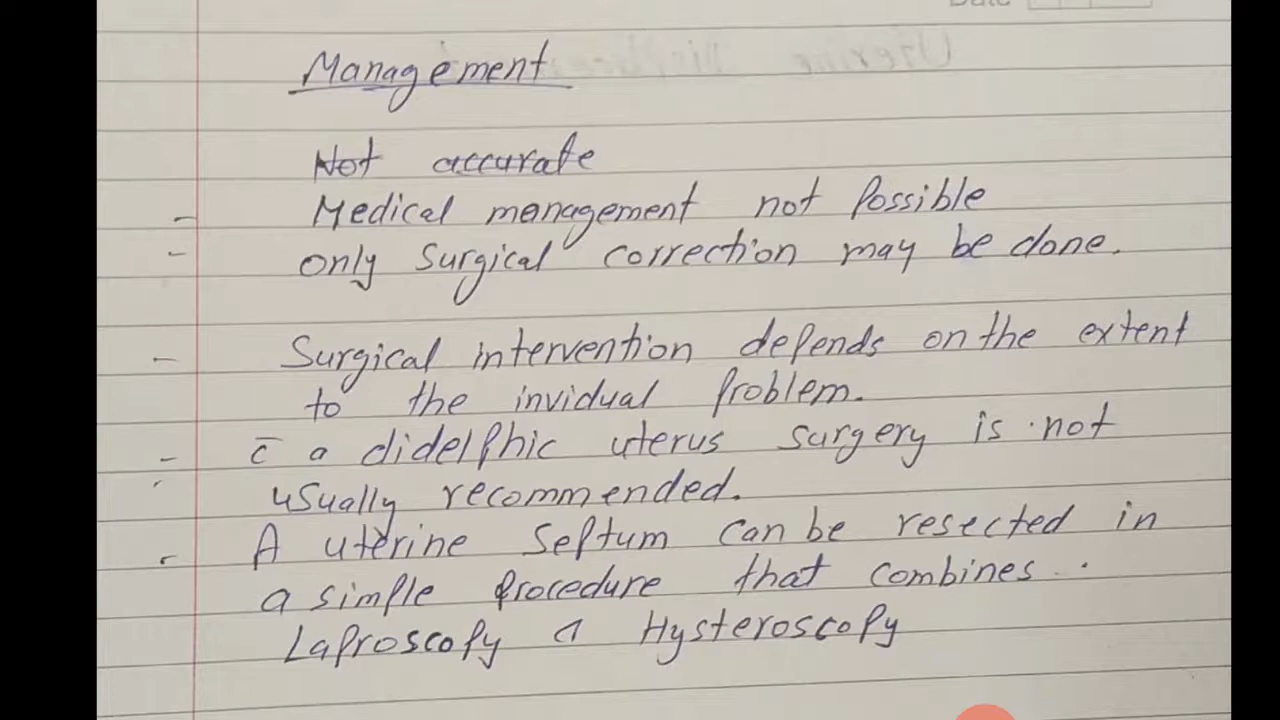 Date
Management
Not accurate
- Medical management not Possible
- only Surgical correction may be done.
- Surgical intervention depends on the extent
to the invidual problem.
- c̄ a didelphic uterus surgery is not
usually recommended.
- A uterine Septum can be resected in
a simple procedure that combines
Laproscopy Hysteroscopy